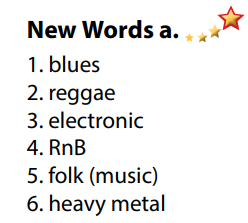 New Words a.
1. blues
2. reggae
3. electronic
4. RnB
5. folk (music)
6. heavy metal